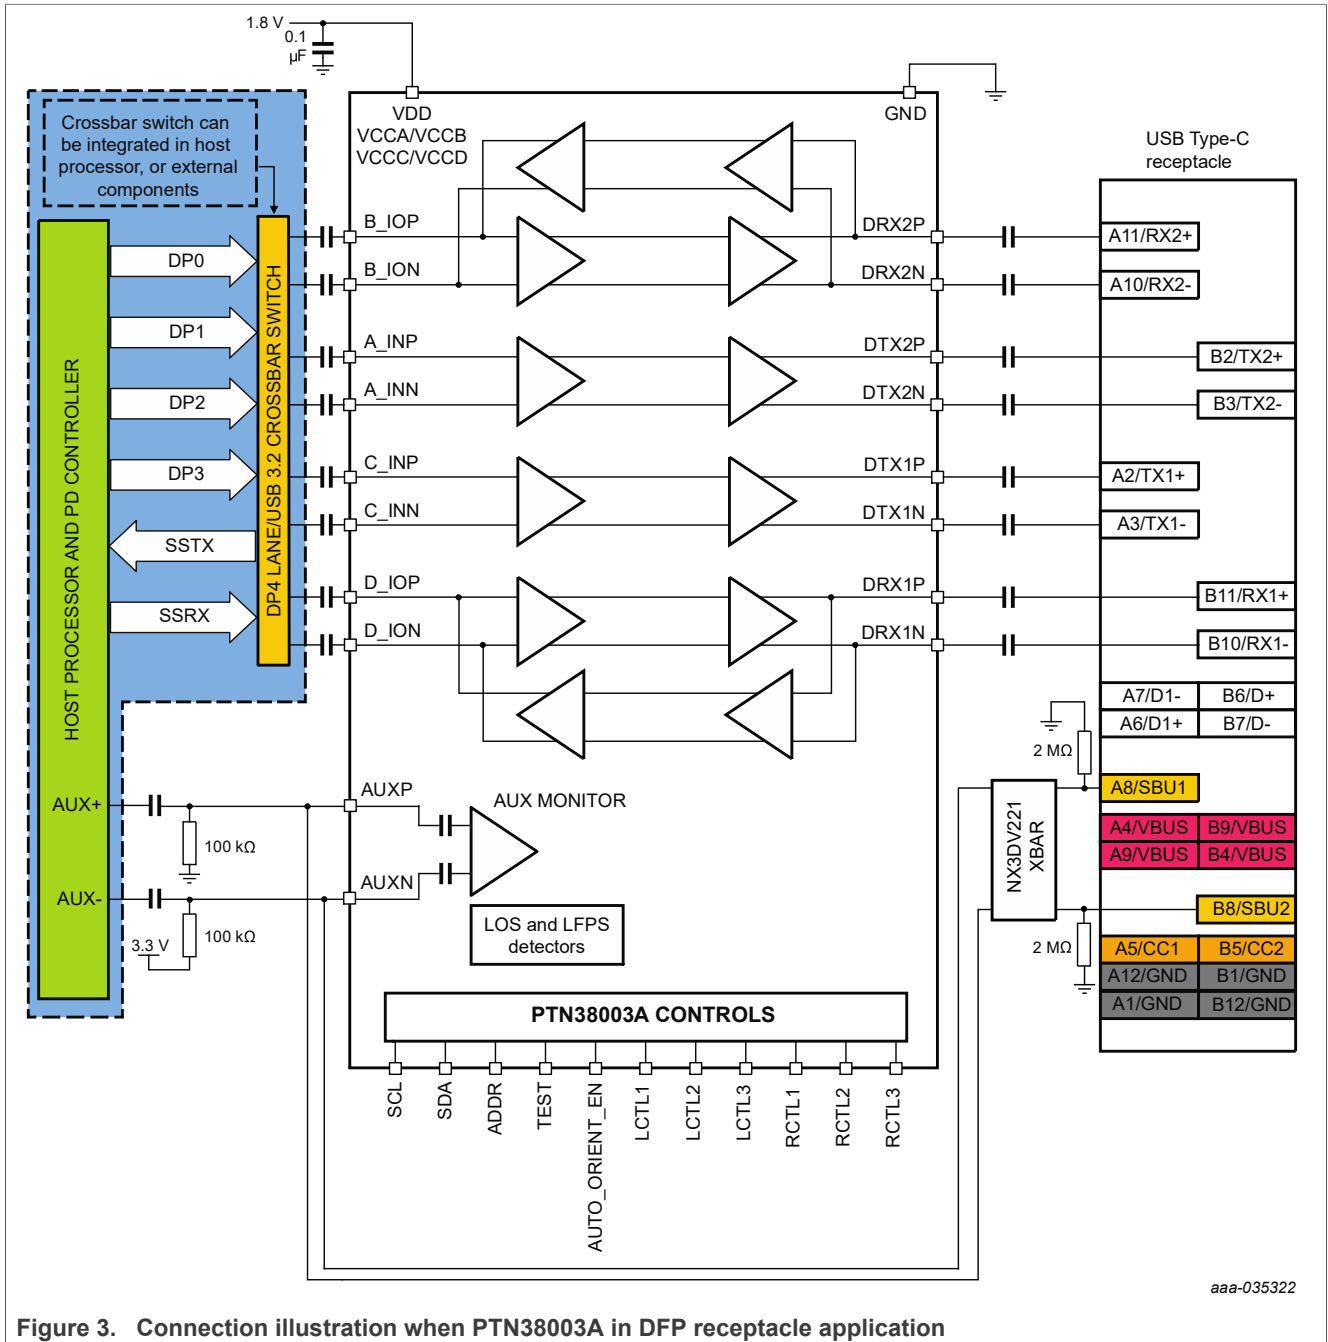 1.8 V
0.1
µF
Crossbar switch can
be integrated in host
processor, or external
components
VDD
VCCA/VCCB
VCCC/VCCD
GND
USB Type-C
receptacle
HOST PROCESSOR AND PD CONTROLLER
DP0
DP1
DP2
DP3
SSTX
SSRX
DP4 LANE/USB 3.2 CROSSBAR SWITCH
B_IOP
B_ION
A_INP
A_INN
C_INP
C_INN
D_IOP
D_ION
DRX2P
DRX2N
DTX2P
DTX2N
DTX1P
DTX1N
DRX1P
DRX1N
A11/RX2+
A10/RX2-
B2/TX2+
B3/TX2-
A2/TX1+
A3/TX1-
B11/RX1+
B10/RX1-
A7/D1- B6/D+
A6/D1+ B7/D-
2 MΩ
A8/SBU1
A4/VBUS B9/VBUS
A9/VBUS B4/VBUS
B8/SBU2
2 MΩ
A5/CC1 B5/CC2
A12/GND B1/GND
A1/GND B12/GND
NX3DV221
XBAR
AUX+
100 kΩ
AUX-
100 kΩ
3.3 V
AUXP
AUXN
AUX MONITOR
LOS and LFPS
detectors
PTN38003A CONTROLS
SCL
SDA
ADDR
TEST
AUTO_ORIENT_EN
LCTL1
LCTL2
LCTL3
RCTL1
RCTL2
RCTL3
aaa-035322
Figure 3. Connection illustration when PTN38003A in DFP receptacle application